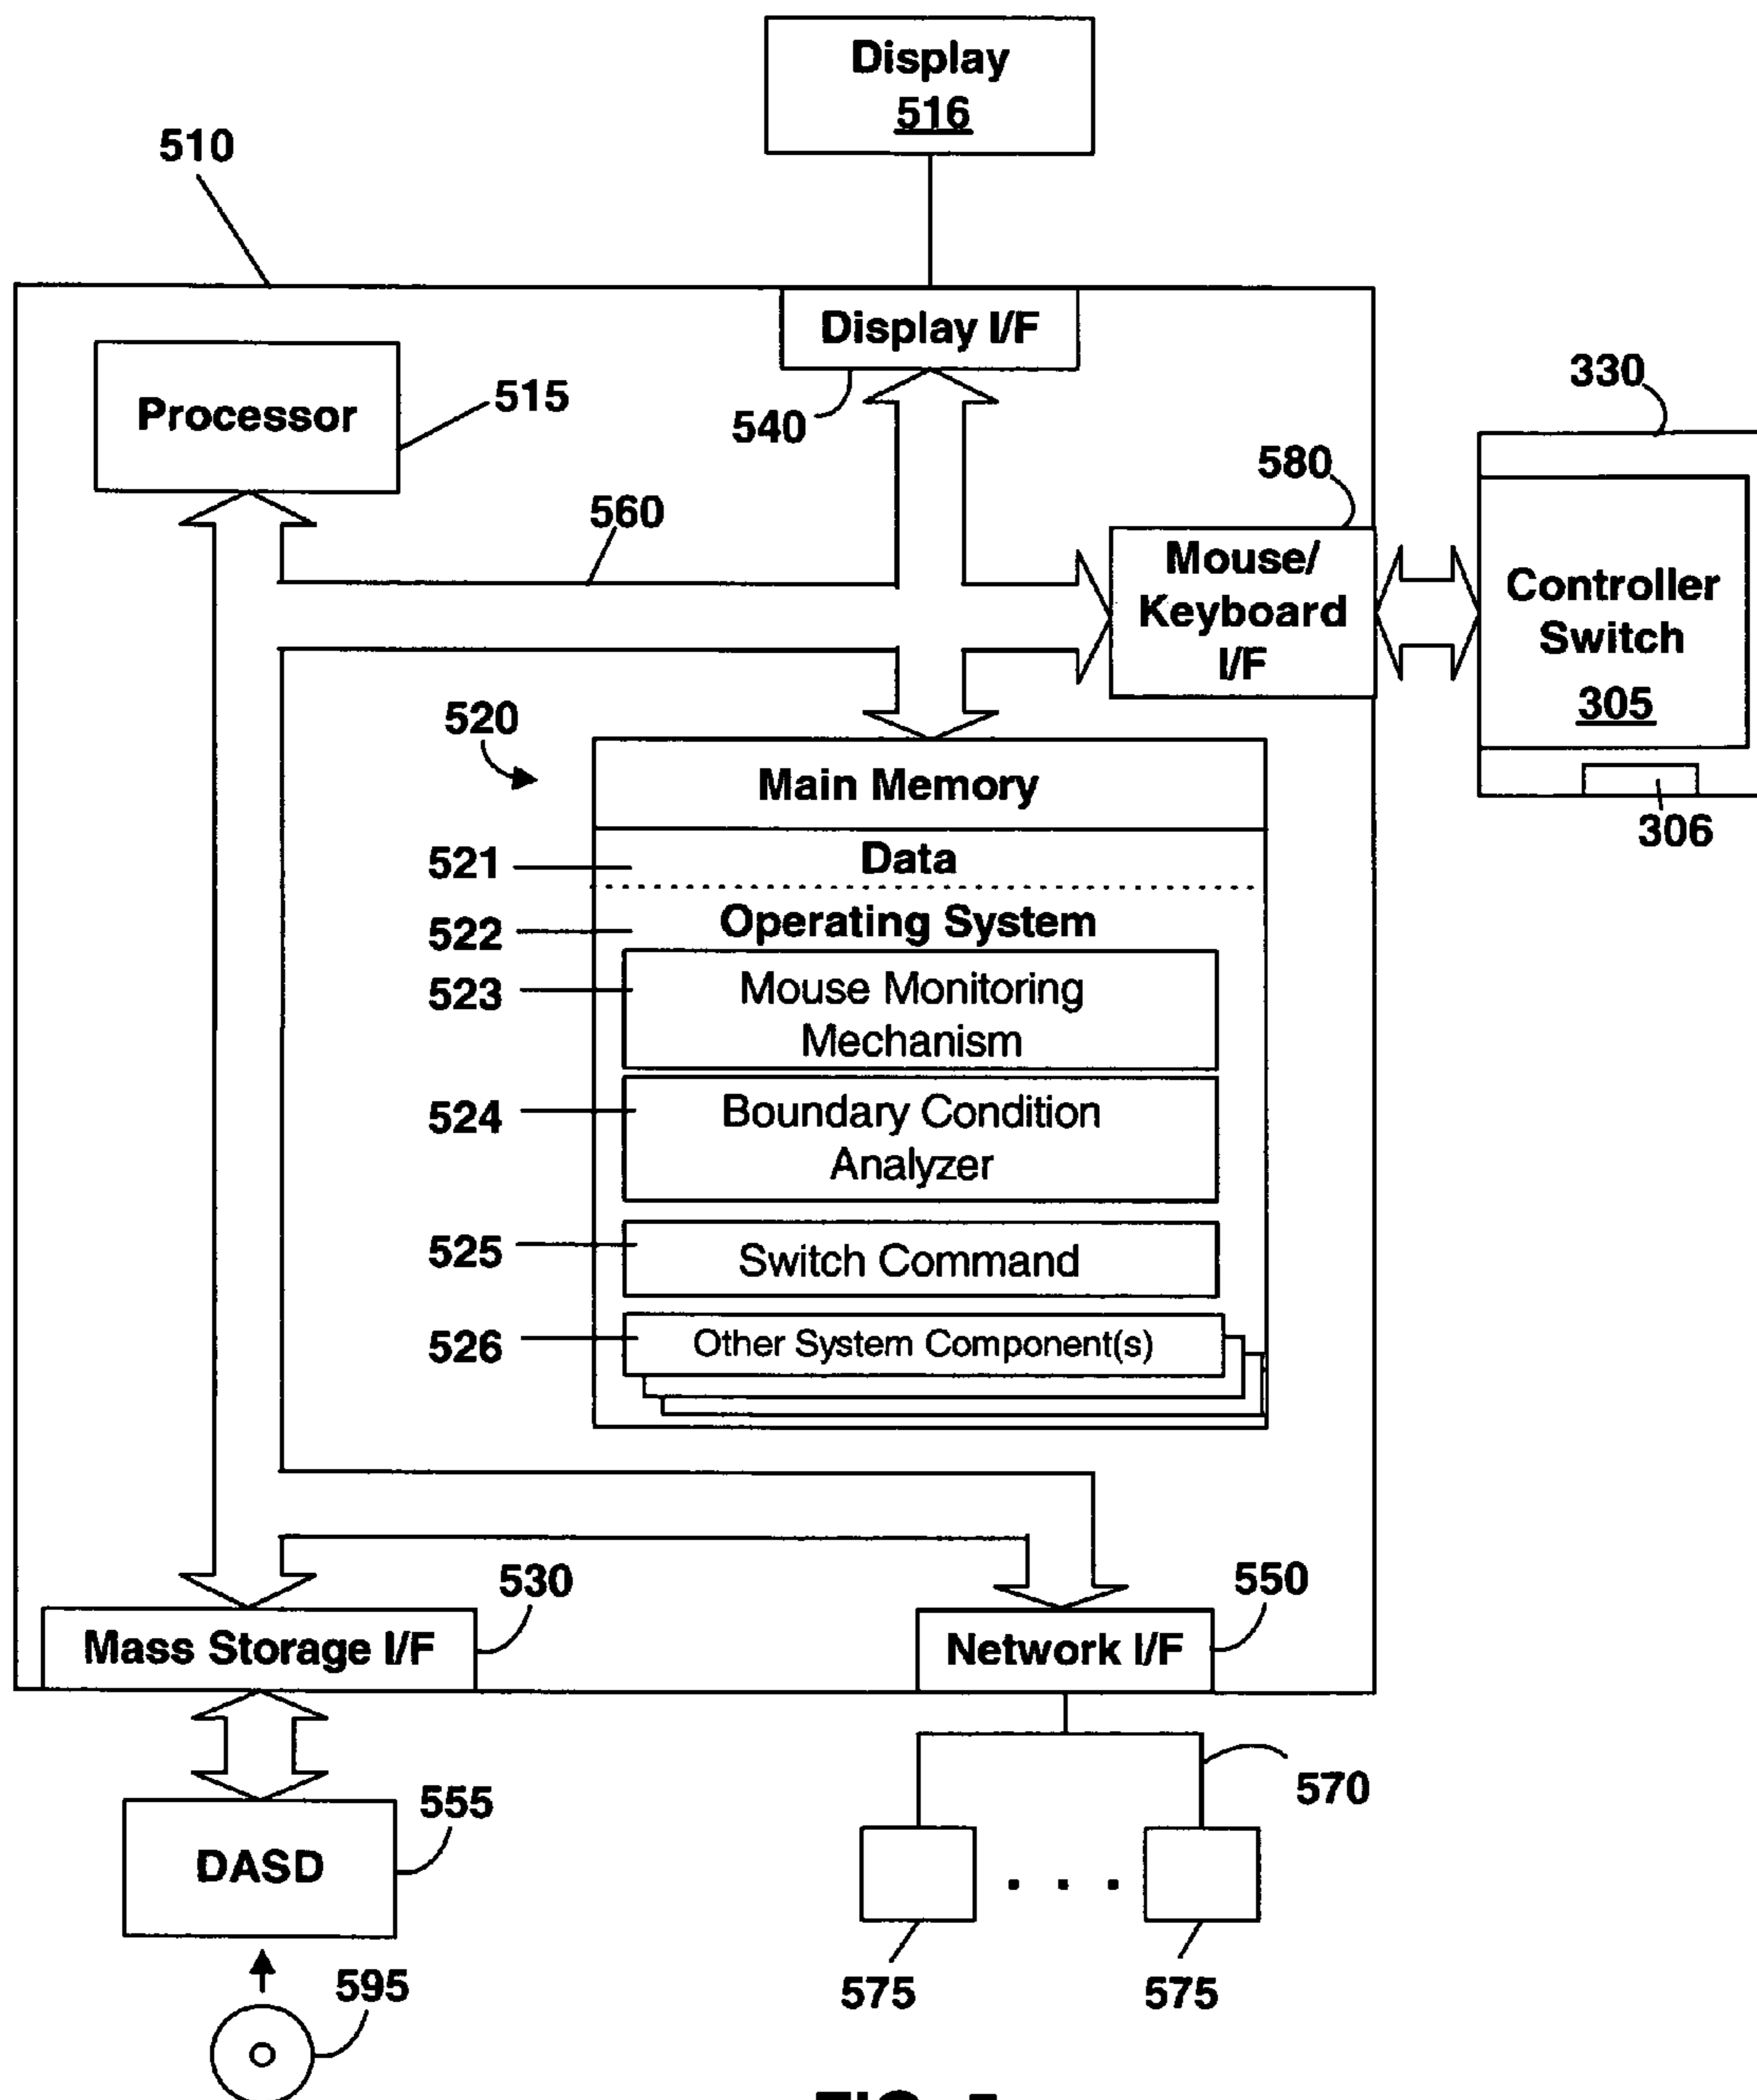 Display
516
510
Display I/F
Processor
515
540
330
580
560
Mouse/
Keyboard
I/F
Controller
Switch
305
306
520
Main Memory
521
Data
522
Operating System
523
Mouse Monitoring
Mechanism
524
Boundary Condition
Analyzer
525
Switch Command
526
Other System Component(s)
530
550
Mass Storage I/F
Network I/F
570
555
DASD
575
575
595